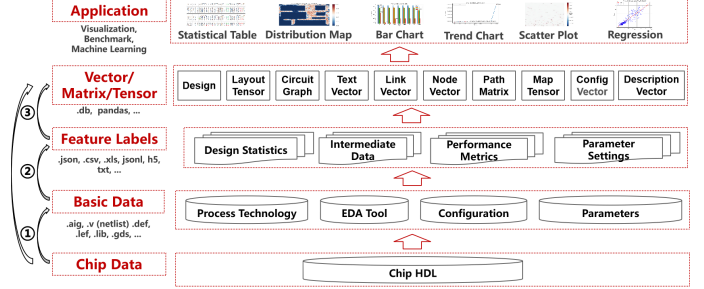 Application
Visualization,
Benchmark,
Machine Learning
Statistical Table
Distribution Map
Bar Chart
Trend Chart
Scatter Plot
Regression
Vector/
Matrix/Tensor
.db, pandas, ...
Design
Layout
Tensor
Circuit
Graph
Text
Vector
Link
Vector
Node
Vector
Path
Matrix
Map
Tensor
Config
Vector
Description
Vector
③
Feature Labels
.json, .csv, .xls, jsonl, h5,
txt, ...
Design Statistics
Intermediate
Data
Performance
Metrics
Parameter
Settings
②
Basic Data
.aig, .v (netlist) .def,
.lef, .lib, .gds, ...
Process Technology
EDA Tool
Configuration
Parameters
①
Chip Data
Chip HDL